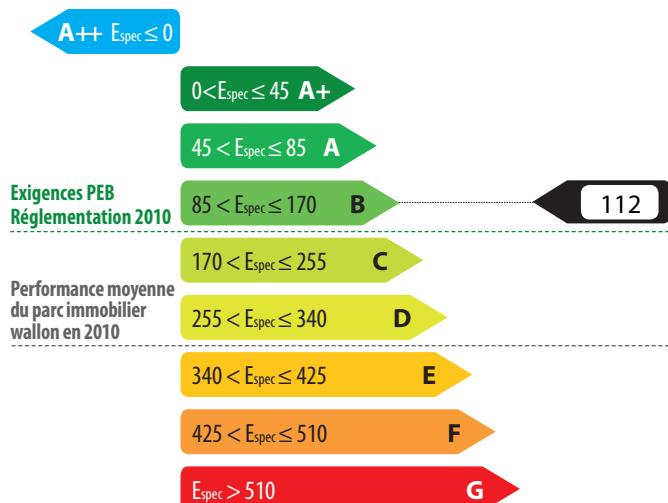 A++ Espec ≤ 0
0<Espec ≤ 45 A+
45 < Espec ≤ 85 A
Exigences PEB
Réglementation 2010
85 < Espec ≤ 170 B
112
170 < Espec ≤ 255 C
Performance moyenne
du parc immobilier
wallon en 2010
255 < Espec ≤ 340 D
340 < Espec ≤ 425 E
425 < Espec ≤ 510 F
Espec > 510 G